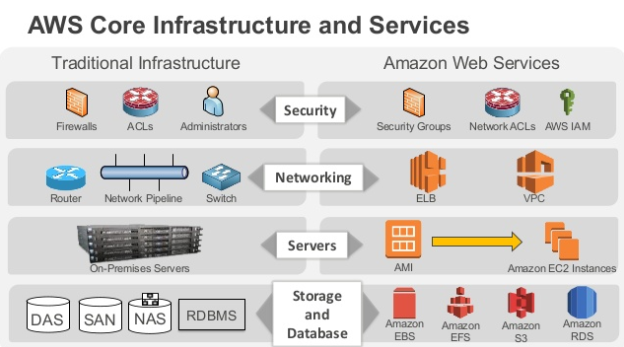 AWS Core Infrastructure and Services
Traditional Infrastructure
Amazon Web Services
Firewalls
ACLs
Administrators
Security
Security Groups
Network ACLs
AWS IAM
Router
Network Pipeline
Switch
Networking
ELB
VPC
On-Premises Servers
Servers
AMI
Amazon EC2 Instances
DAS
SAN
NAS
RDBMS
Storage
and
Database
Amazon
EBS
Amazon
EFS
Amazon
S3
Amazon
RDS